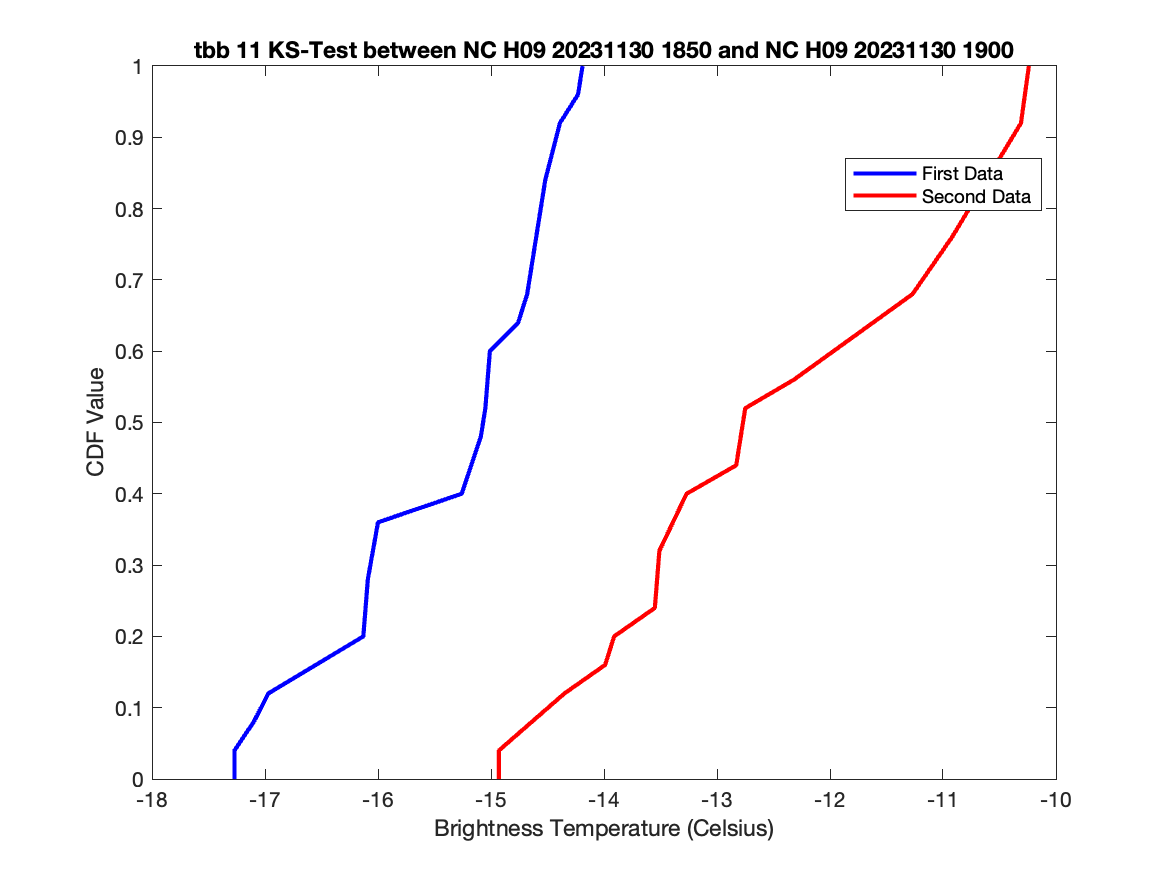 tbb 11 KS-Test between NC H09 20231130 1850 and NC H09 20231130 1900
1
0.9
0.8
0.7
0.6
0.5
0.4
0.3
0.2
0.1
0
CDF Value
First Data
Second Data
-18 -17 -16 -15 -14 -13 -12 -11 -10
Brightness Temperature (Celsius)